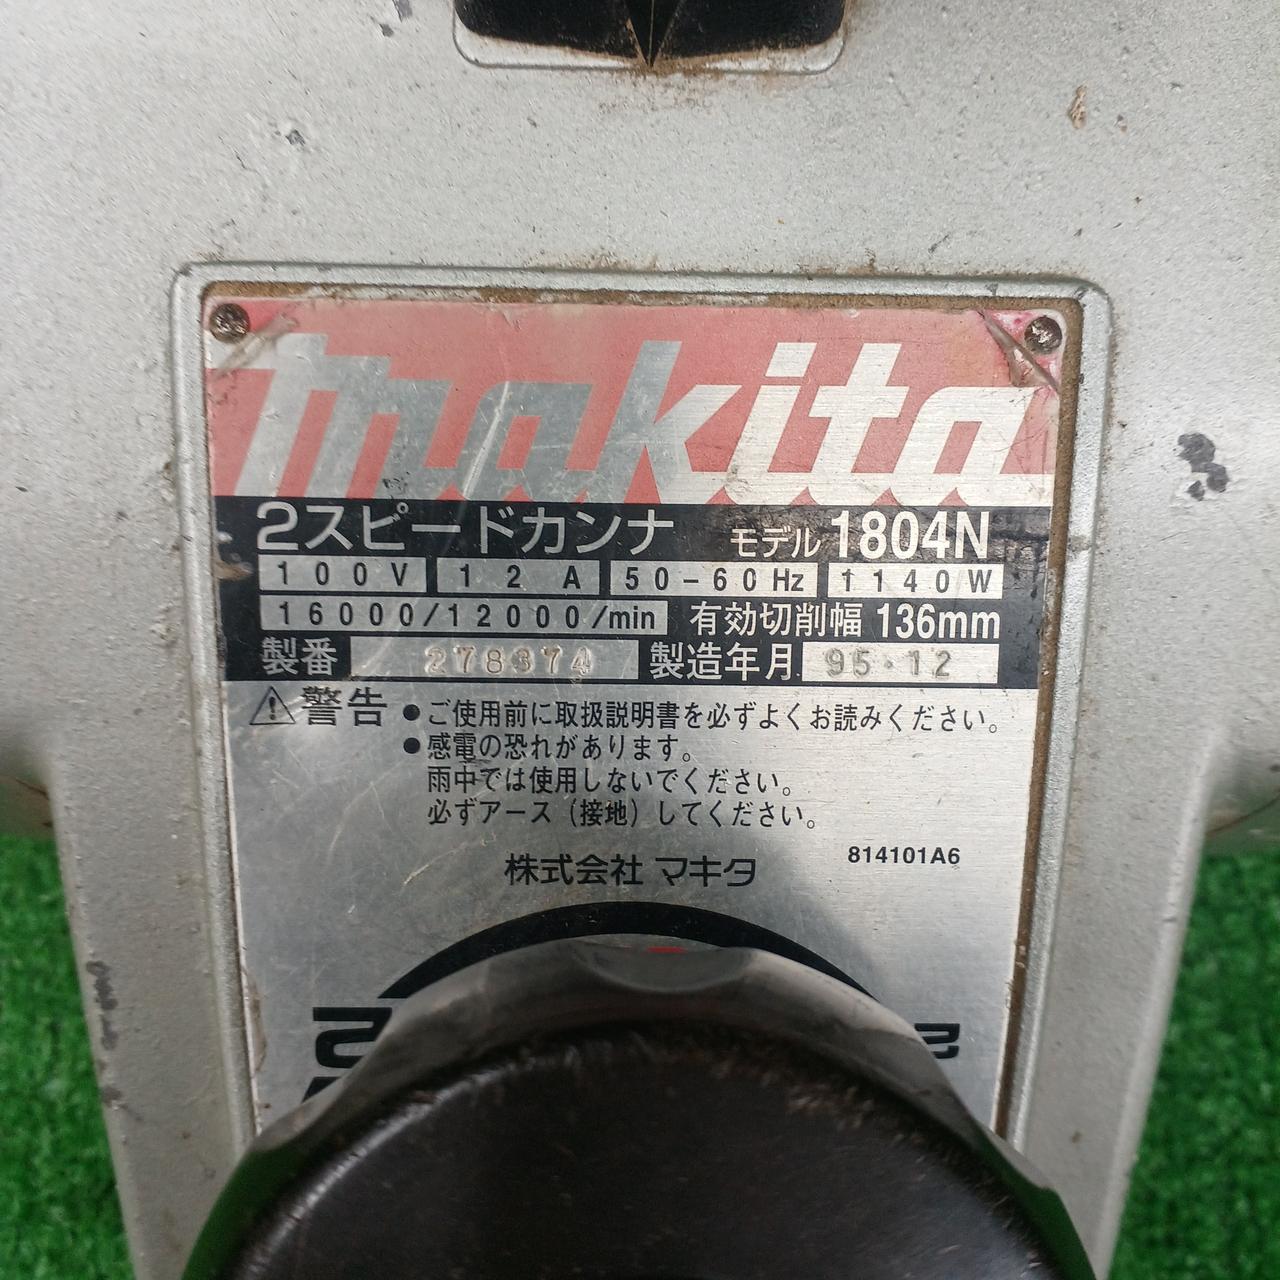 makita
2スピードカンナ モデル 1804N
100V 12A 50-60Hz 1140W
16000/12000/min 有効切削幅 136mm
製番 278374 製造年月 95・12
⚠警告 ●ご使用前に取扱説明書を必ずよくお読みください。
●感電の恐れがあります。
雨中では使用しないでください。
必ずアース（接地）してください。
814101A6
株式会社 マキタ